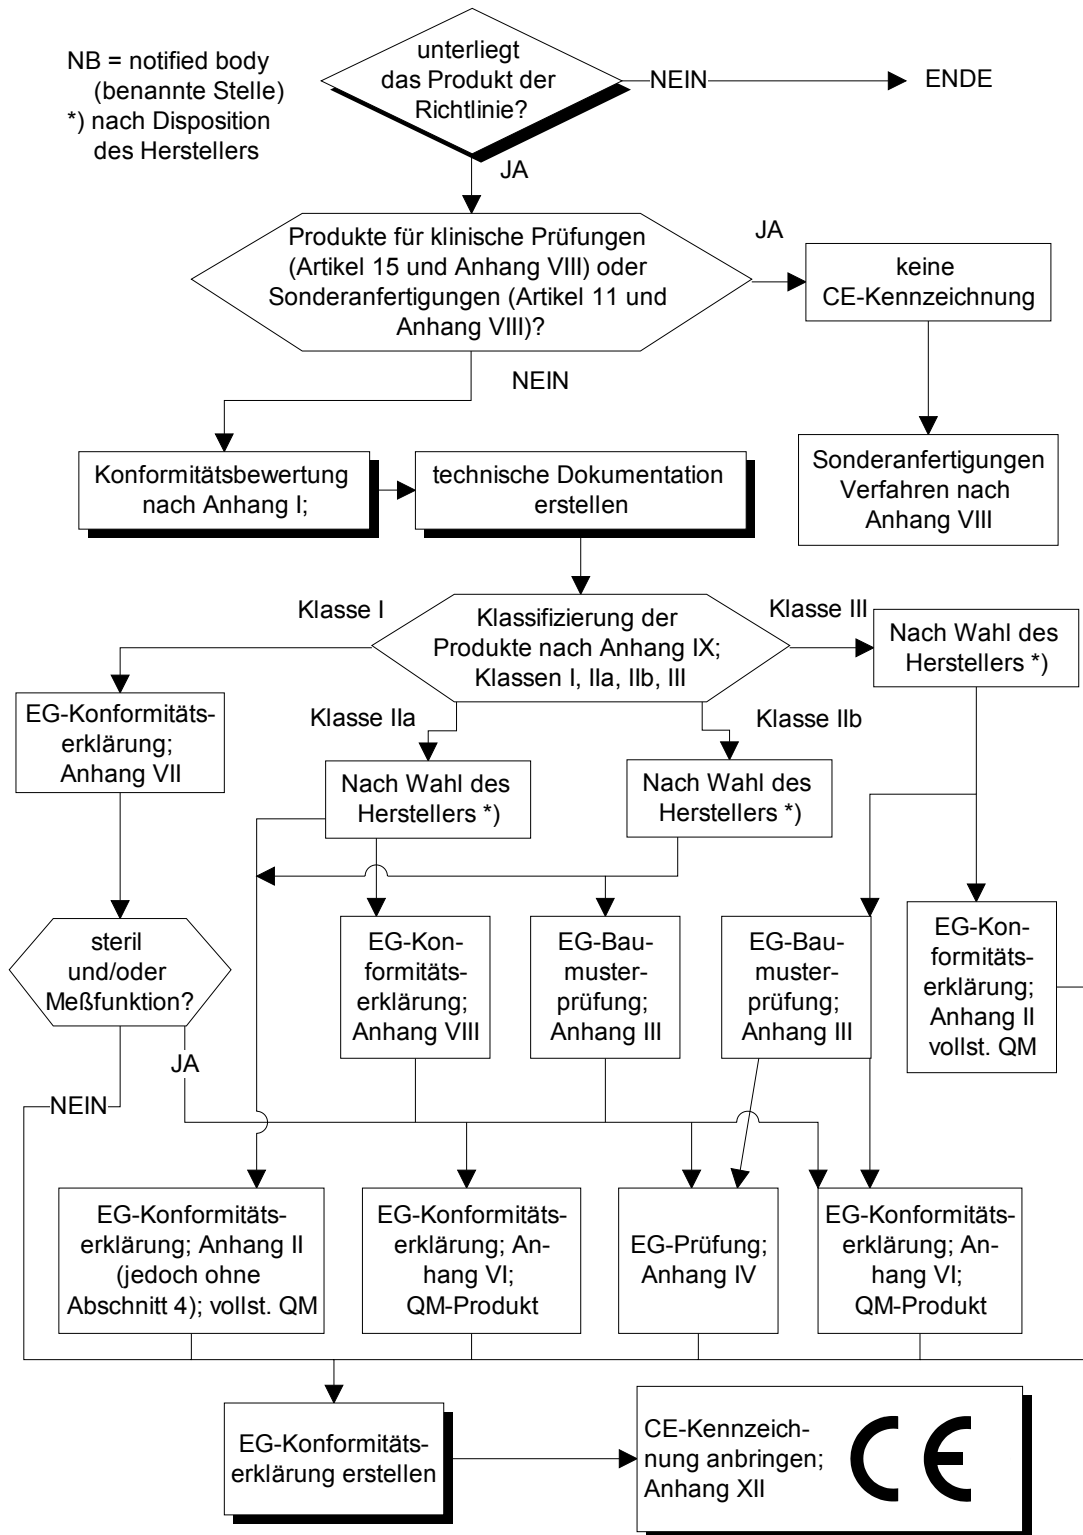 NB = notified body
(benannte Stelle)
*) nach Disposition
des Herstellers
unterliegt
das Produkt der
Richtlinie?
NEIN
ENDE
JA
Produkte für klinische Prüfungen
(Artikel 15 und Anhang VIII) oder
Sonderanfertigungen (Artikel 11 und
Anhang VIII)?
JA
keine
CE-Kennzeichnung
NEIN
Sonderanfertigungen
Verfahren nach
Anhang VIII
Konformitätsbewertung
nach Anhang I;
technische Dokumentation
erstellen
Klasse I
Klassifizierung der
Produkte nach Anhang IX;
Klassen I, IIa, IIb, III
Klasse III
Nach Wahl des
Herstellers *)
EG-Konformitäts-
erklärung;
Anhang VII
Klasse IIa
Klasse IIb
Nach Wahl des
Herstellers *)
Nach Wahl des
Herstellers *)
steril
und/oder
Meßfunktion?
EG-Kon-
formitäts-
erklärung;
Anhang VIII
EG-Bau-
muster-
prüfung;
Anhang III
EG-Bau-
muster-
prüfung;
Anhang III
EG-Kon-
formitäts-
erklärung;
Anhang II
vollst. QM
JA
NEIN
EG-Konformitäts-
erklärung; Anhang II
(jedoch ohne
Abschnitt 4); vollst. QM
EG-Konformitäts-
erklärung; An-
hang VI;
QM-Produkt
EG-Prüfung;
Anhang IV
EG-Konformitäts-
erklärung; An-
hang VI;
QM-Produkt
EG-Konformitäts-
erklärung erstellen
CE-Kennzeich-
nung anbringen;
Anhang XII
CE